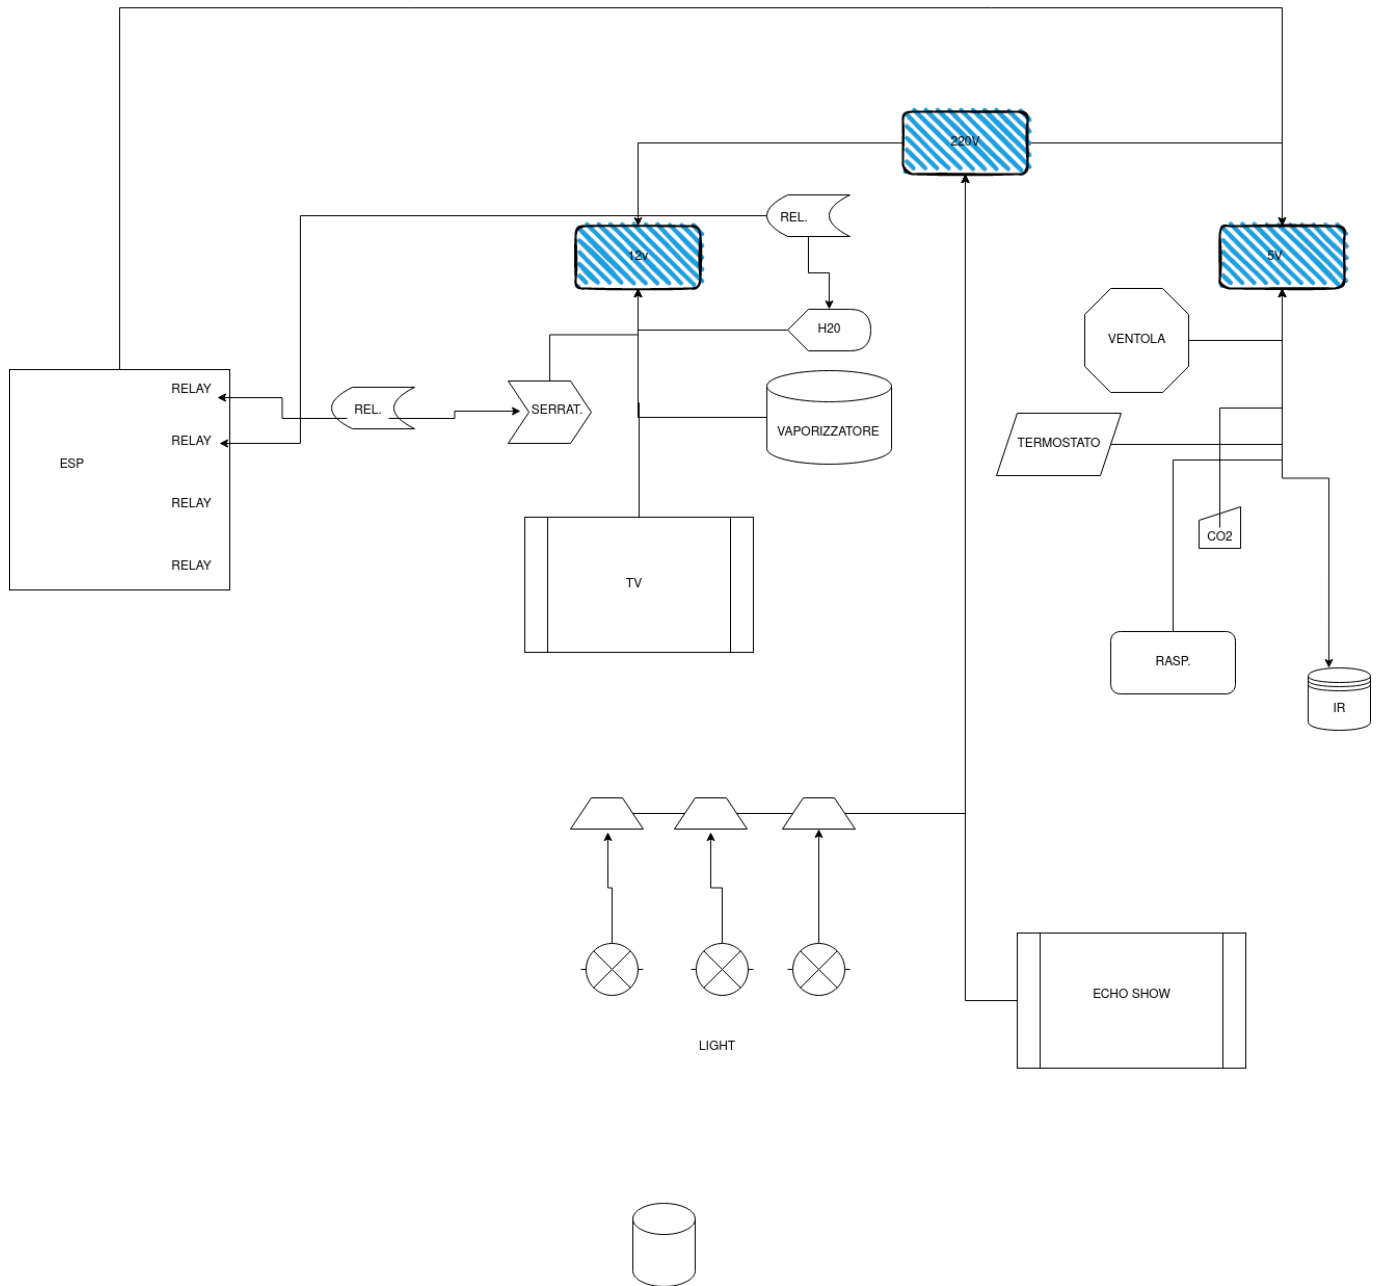 220V
REL.
12v
5V
H20
VENTOLA
RELAY
REL.
SERRAT.
VAPORIZZATORE
RELAY
TERMOSTATO
ESP
RELAY
CO2
RELAY
TV
RASP.
IR
ECHO SHOW
LIGHT